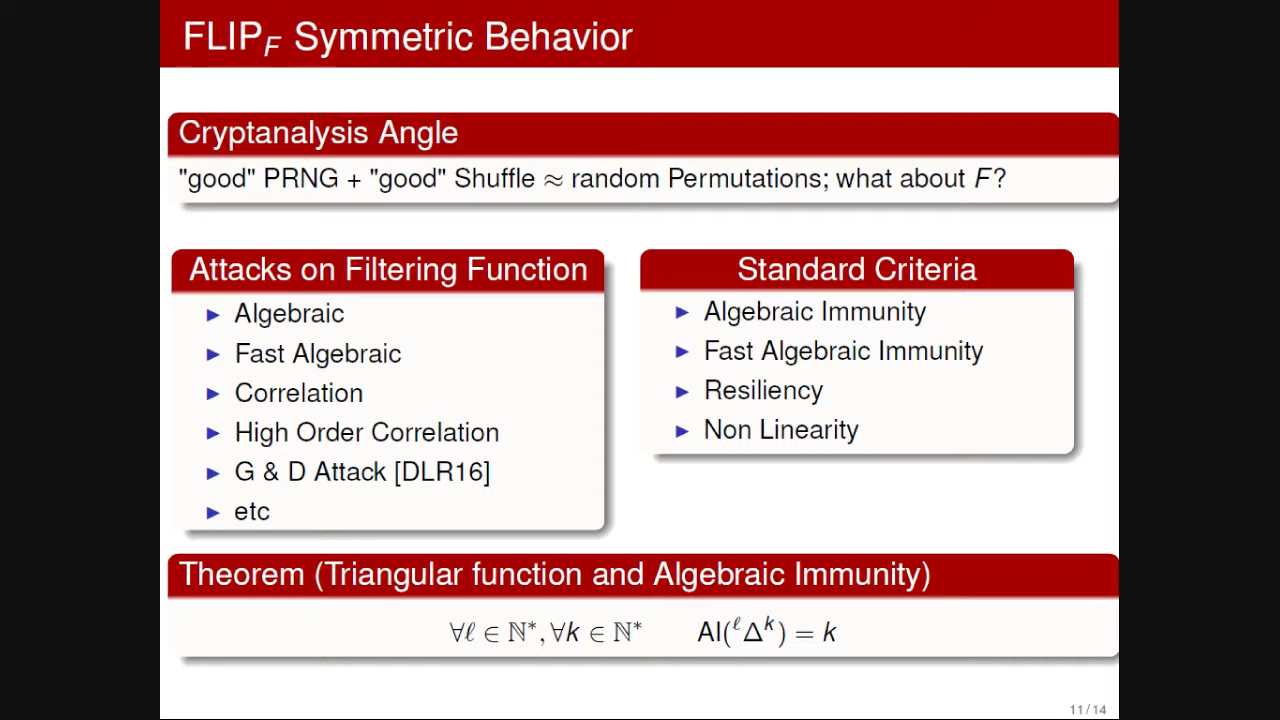 FLIP_F Symmetric Behavior
Cryptanalysis Angle
"good" PRNG + "good" Shuffle ≈ random Permutations; what about F?
Attacks on Filtering Function
► Algebraic
► Fast Algebraic
► Correlation
► High Order Correlation
► G & D Attack [DLR16]
► etc
Standard Criteria
► Algebraic Immunity
► Fast Algebraic Immunity
► Resiliency
► Non Linearity
Theorem (Triangular function and Algebraic Immunity)
∀ℓ ∈ ℕ*, ∀k ∈ ℕ* AI(^ℓΔ^k) = k
11 / 14